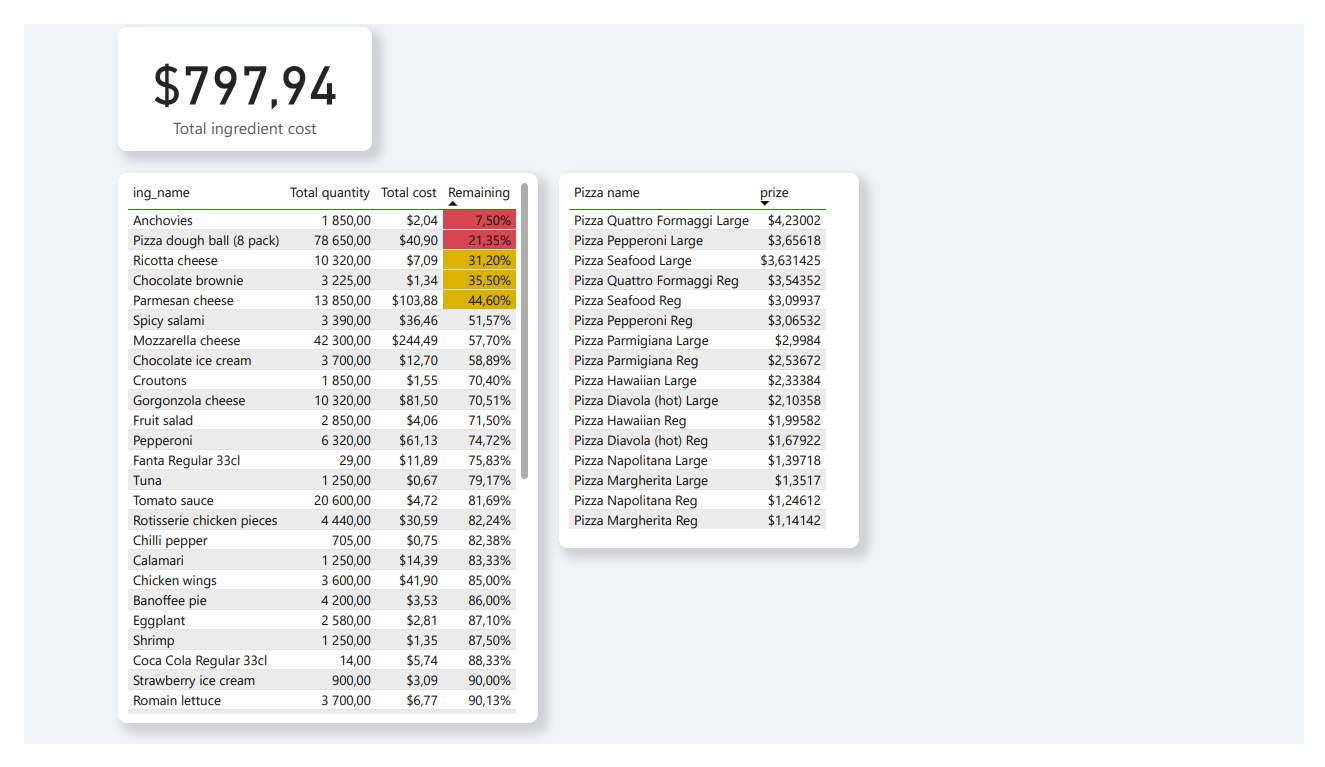 $797,94
Total ingredient cost
ing_name Total quantity Total cost Remaining
Anchovies 1 850,00 $2,04 7,50%
Pizza dough ball (8 pack) 78 650,00 $40,90 21,35%
Ricotta cheese 10 320,00 $7,09 31,20%
Chocolate brownie 3 225,00 $1,34 35,50%
Parmesan cheese 13 850,00 $103,88 44,60%
Spicy salami 3 390,00 $36,46 51,57%
Mozzarella cheese 42 300,00 $244,49 57,70%
Chocolate ice cream 3 700,00 $12,70 58,89%
Croutons 1 850,00 $1,55 70,40%
Gorgonzola cheese 10 320,00 $81,50 70,51%
Fruit salad 2 850,00 $4,06 71,50%
Pepperoni 6 320,00 $61,13 74,72%
Fanta Regular 33cl 29,00 $11,89 75,83%
Tuna 1 250,00 $0,67 79,17%
Tomato sauce 20 600,00 $4,72 81,69%
Rotisserie chicken pieces 4 440,00 $30,59 82,24%
Chilli pepper 705,00 $0,75 82,38%
Calamari 1 250,00 $14,39 83,33%
Chicken wings 3 600,00 $41,90 85,00%
Banoffee pie 4 200,00 $3,53 86,00%
Eggplant 2 580,00 $2,81 87,10%
Shrimp 1 250,00 $1,35 87,50%
Coca Cola Regular 33cl 14,00 $5,74 88,33%
Strawberry ice cream 900,00 $3,09 90,00%
Romain lettuce 3 700,00 $6,77 90,13%
Pizza name prize
Pizza Quattro Formaggi Large $4,23002
Pizza Pepperoni Large $3,65618
Pizza Seafood Large $3,631425
Pizza Quattro Formaggi Reg $3,54352
Pizza Seafood Reg $3,09937
Pizza Pepperoni Reg $3,06532
Pizza Parmigiana Large $2,9984
Pizza Parmigiana Reg $2,53672
Pizza Hawaiian Large $2,33384
Pizza Diavola (hot) Large $2,10358
Pizza Hawaiian Reg $1,99582
Pizza Diavola (hot) Reg $1,67922
Pizza Napolitana Large $1,39718
Pizza Margherita Large $1,3517
Pizza Napolitana Reg $1,24612
Pizza Margherita Reg $1,14142